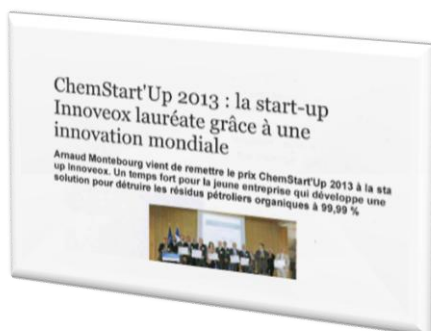 ChemStart'Up 2013 : la start-up
Innoveox lauréate grâce à une
innovation mondiale
Arnaud Montebourg vient de remettre le prix ChemStart'Up 2013 à la sta
up Innoveox. Un temps fort pour la jeune entreprise qui développe une
solution pour détruire les résidus pétroliers organiques à 99,99 %